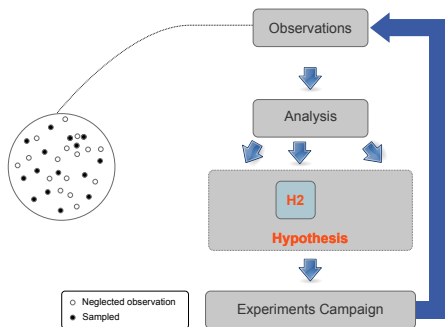 Observations
Analysis
H2
Hypothesis
Experiments Campaign
Neglected observation
Sampled